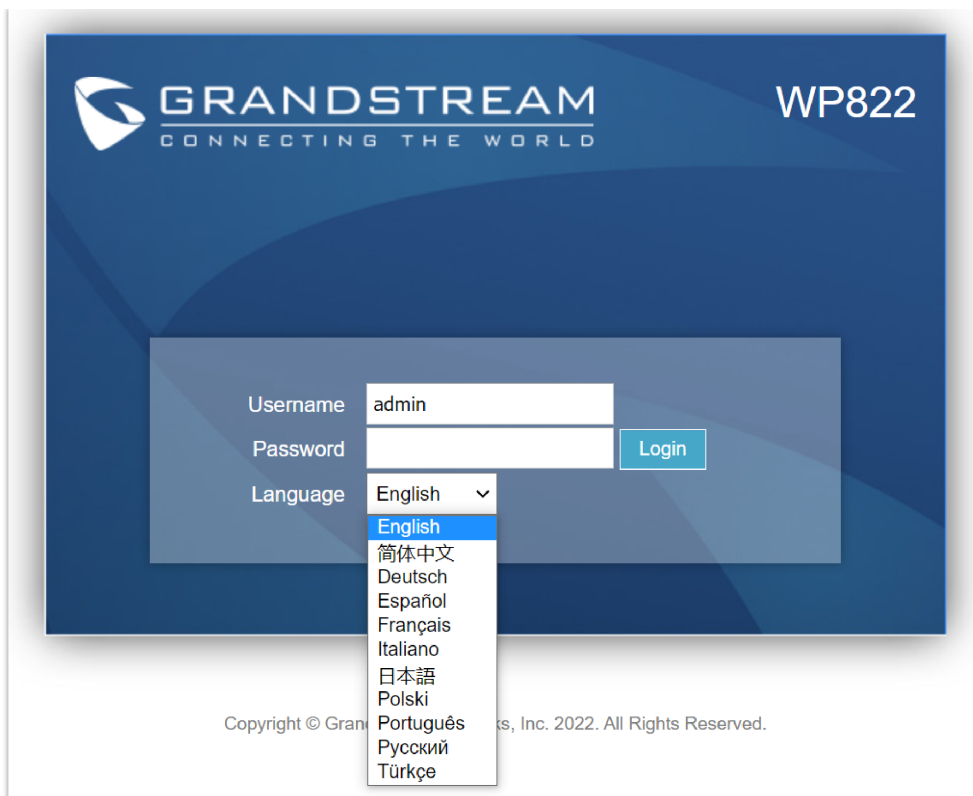 GRANDSTREAM
CONNECTING THE WORLD
WP822
Username admin
Password Login
Language English
English
简体中文
Deutsch
Español
Français
Italiano
日本語
Polski
Português
Русский
Türkçe
Copyright © Gran ks, Inc. 2022. All Rights Reserved.